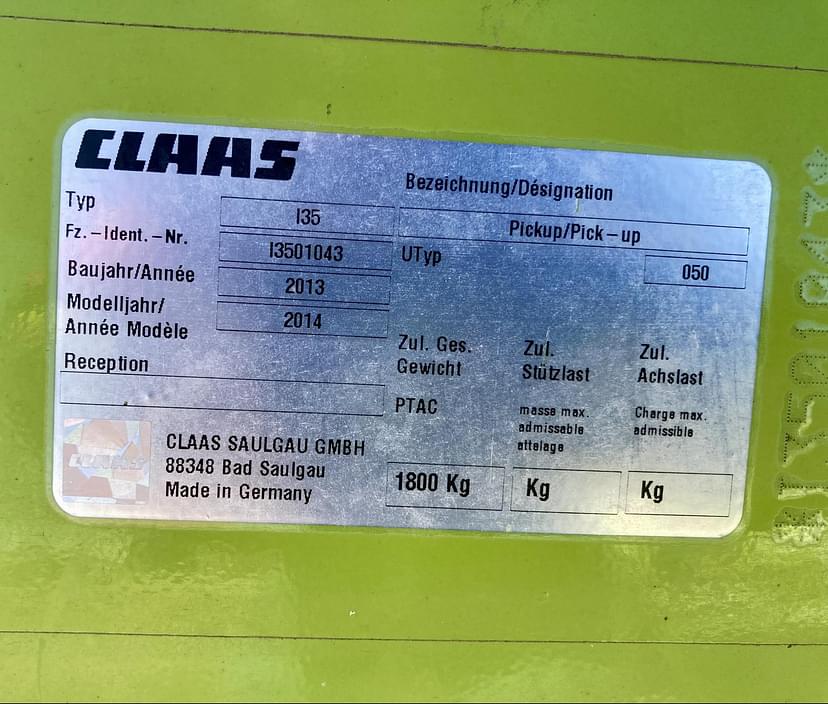 CLAAS
Bezeichnung/Désignation
Typ
I35
Pickup/Pick-up
Fz.-Ident.-Nr.
I3501043
UTyp
050
Baujahr/Année
2013
Modelljahr/
Année Modèle
2014
Reception
Zul. Ges.
Gewicht
PTAC
1800 Kg
Zul.
Stützlast
masse max.
admissable
attelage
Kg
Zul.
Achslast
Charge max.
admissible
Kg
CLAAS SAULGAU GMBH
88348 Bad Saulgau
Made in Germany
CLAAS
I3501043